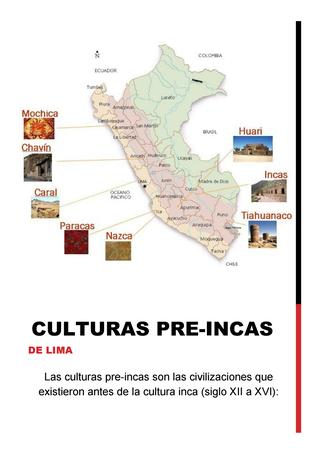 N
COLOMBIA
ECUADOR
Tumbes
Piura
Loreto
Amazonas
Lambayeque
Mochica
Cajamarca
San Martín
La Libertad
BRASIL
Huari
Chavín
Ancash
Huánuco
Ucayali
Pasco
Incas
Junín
Madre de Dios
Caral
LIMA
Cusco
OCÉANO
PACIFICO
Huancavelica
Ica
Apurímac
Puno
Tiahuanaco
Paracas
Ayacucho
Nazca
Arequipa
Moquegua
Tacna
CHILE
CULTURAS PRE-INCAS
DE LIMA
Las culturas pre-incas son las civilizaciones que
existieron antes de la cultura inca (siglo XII a XVI):